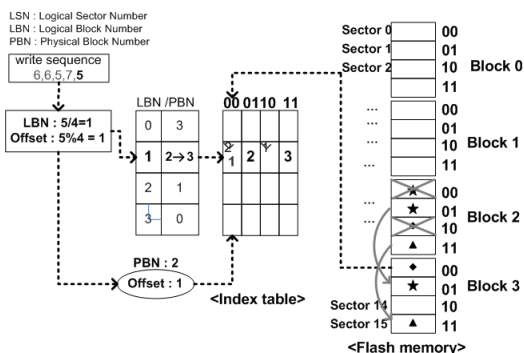 LSN : Logical Sector Number
LBN : Logical Block Number
PBN : Physical Block Number
write sequence
6,6,5,7,5
LBN : 5/4=1
Offset : 5%4 = 1
LBN /PBN
0 3
1 2→3
2 1
3 0
00 01 10 11
1 2 3
PBN : 2
Offset : 1
<Index table>
Sector 0 00
Sector 1 01
Sector 2 10
11
Block 0
... 00
... 01
... 10
... 11
Block 1
00
... 01
... 10
11
Block 2
00
01
Sector 14 10
Sector 15 11
Block 3
<Flash memory>